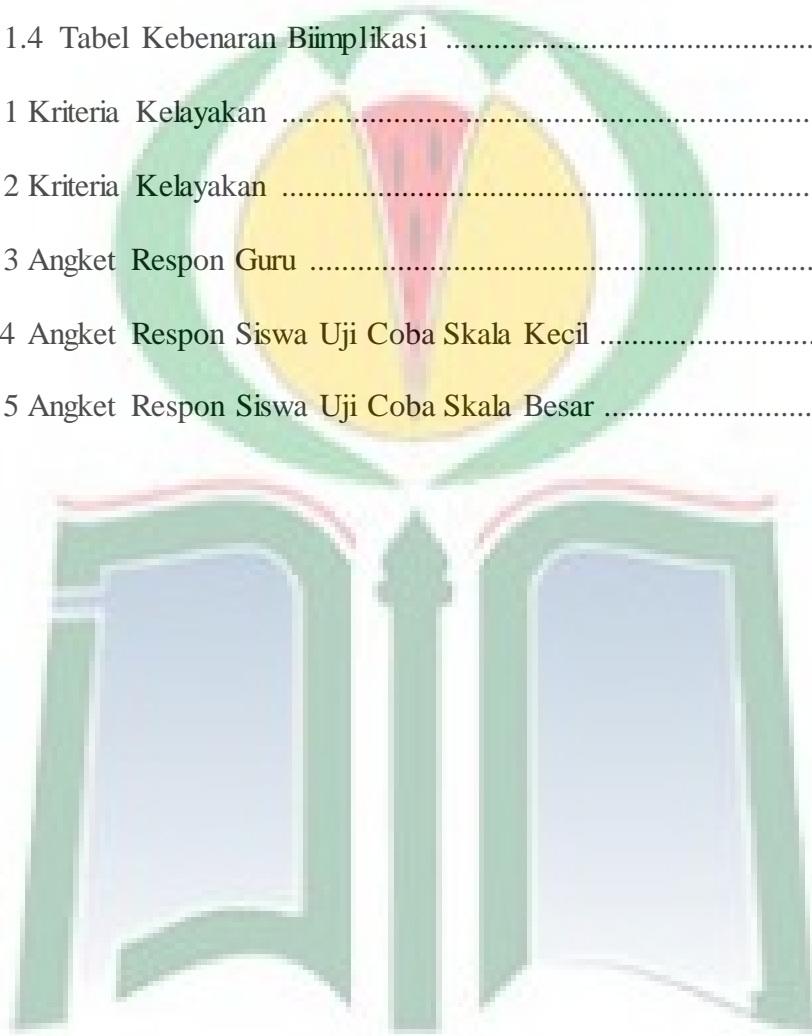 1.4 Tabel Kebenaran Biimplikasi ........................................
1 Kriteria Kelayakan .........................................................
2 Kriteria Kelayakan .........................................................
3 Angket Respon Guru ......................................................
4 Angket Respon Siswa Uji Coba Skala Kecil .......................
5 Angket Respon Siswa Uji Coba Skala Besar ......................